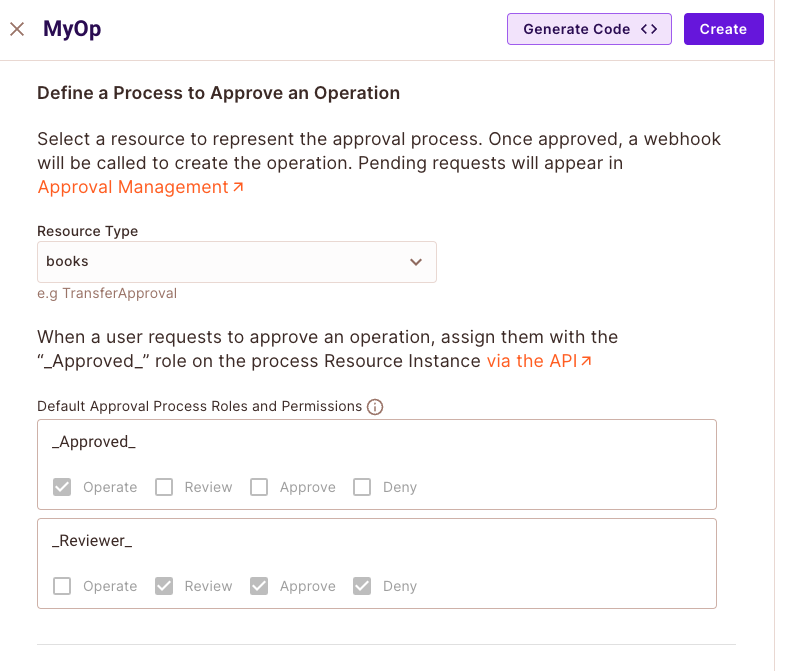 MyOp
Generate Code <>
Create
Define a Process to Approve an Operation
Select a resource to represent the approval process. Once approved, a webhook
will be called to create the operation. Pending requests will appear in
Approval Management
Resource Type
books
e.g TransferApproval
When a user requests to approve an operation, assign them with the
“_Approved_” role on the process Resource Instance via the API
Default Approval Process Roles and Permissions
_Approved_
Operate Review Approve Deny
_Reviewer_
Operate Review Approve Deny